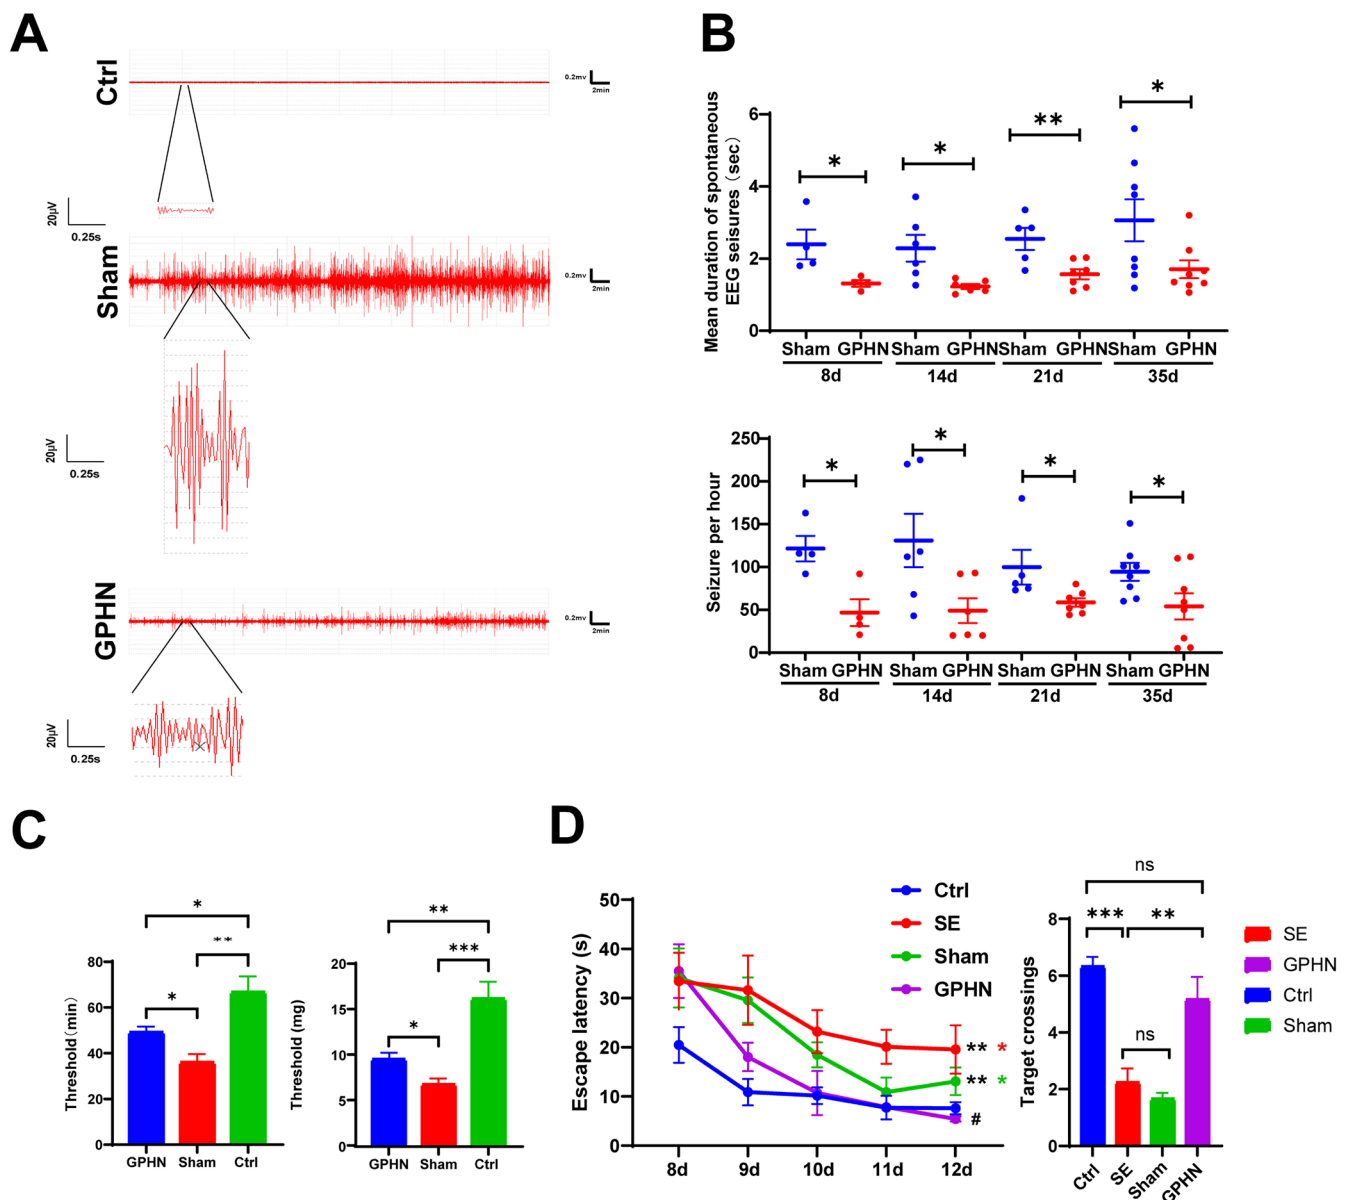 A
Ctrl
0.2mv
2min
20μV
0.25s
Sham
0.2mv
2min
20μV
0.25s
GPHN
0.2mv
2min
20μV
0.25s
B
Mean duration of spontaneous
EEG seisures (sec)
6
4
2
0
* * ** *
Sham GPHN Sham GPHN Sham GPHN Sham GPHN
8d 14d 21d 35d
Seizure per hour
250
200
150
100
50
0
* * * *
Sham GPHN Sham GPHN Sham GPHN Sham GPHN
8d 14d 21d 35d
C
Threshold (min)
80
60
40
20
0
*
**
*
GPHN Sham Ctrl
Threshold (mg)
20
15
10
5
0
**
***
*
GPHN Sham Ctrl
D
Escape latency (s)
50
40
30
20
10
0
Ctrl
SE
Sham
GPHN
** *
** *
#
8d 9d 10d 11d 12d
Target crossings
8
6
4
2
0
ns
*** **
ns
Ctrl SE Sham GPHN
SE
GPHN
Ctrl
Sham